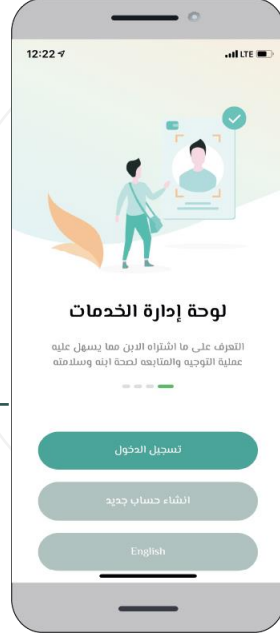 12:22
LTE
لوحة إدارة الخدمات
التعرف على ما اشتراه الابن مما يسهل عليه
عملية التوجيه والمتابعه لصحة ابنه وسلامته
تسجيل الدخول
انشاء حساب جديد
English